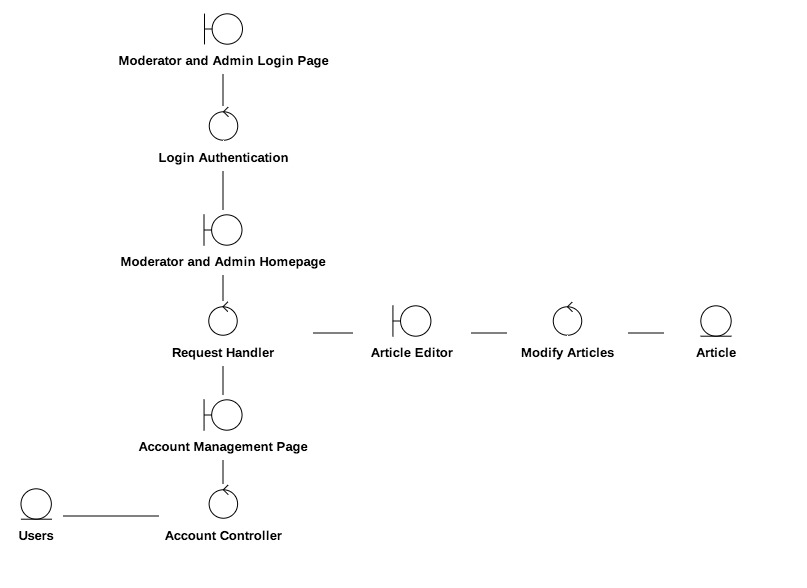 Moderator and Admin Login Page
Login Authentication
Moderator and Admin Homepage
Request Handler
Article Editor
Modify Articles
Article
Account Management Page
Users
Account Controller